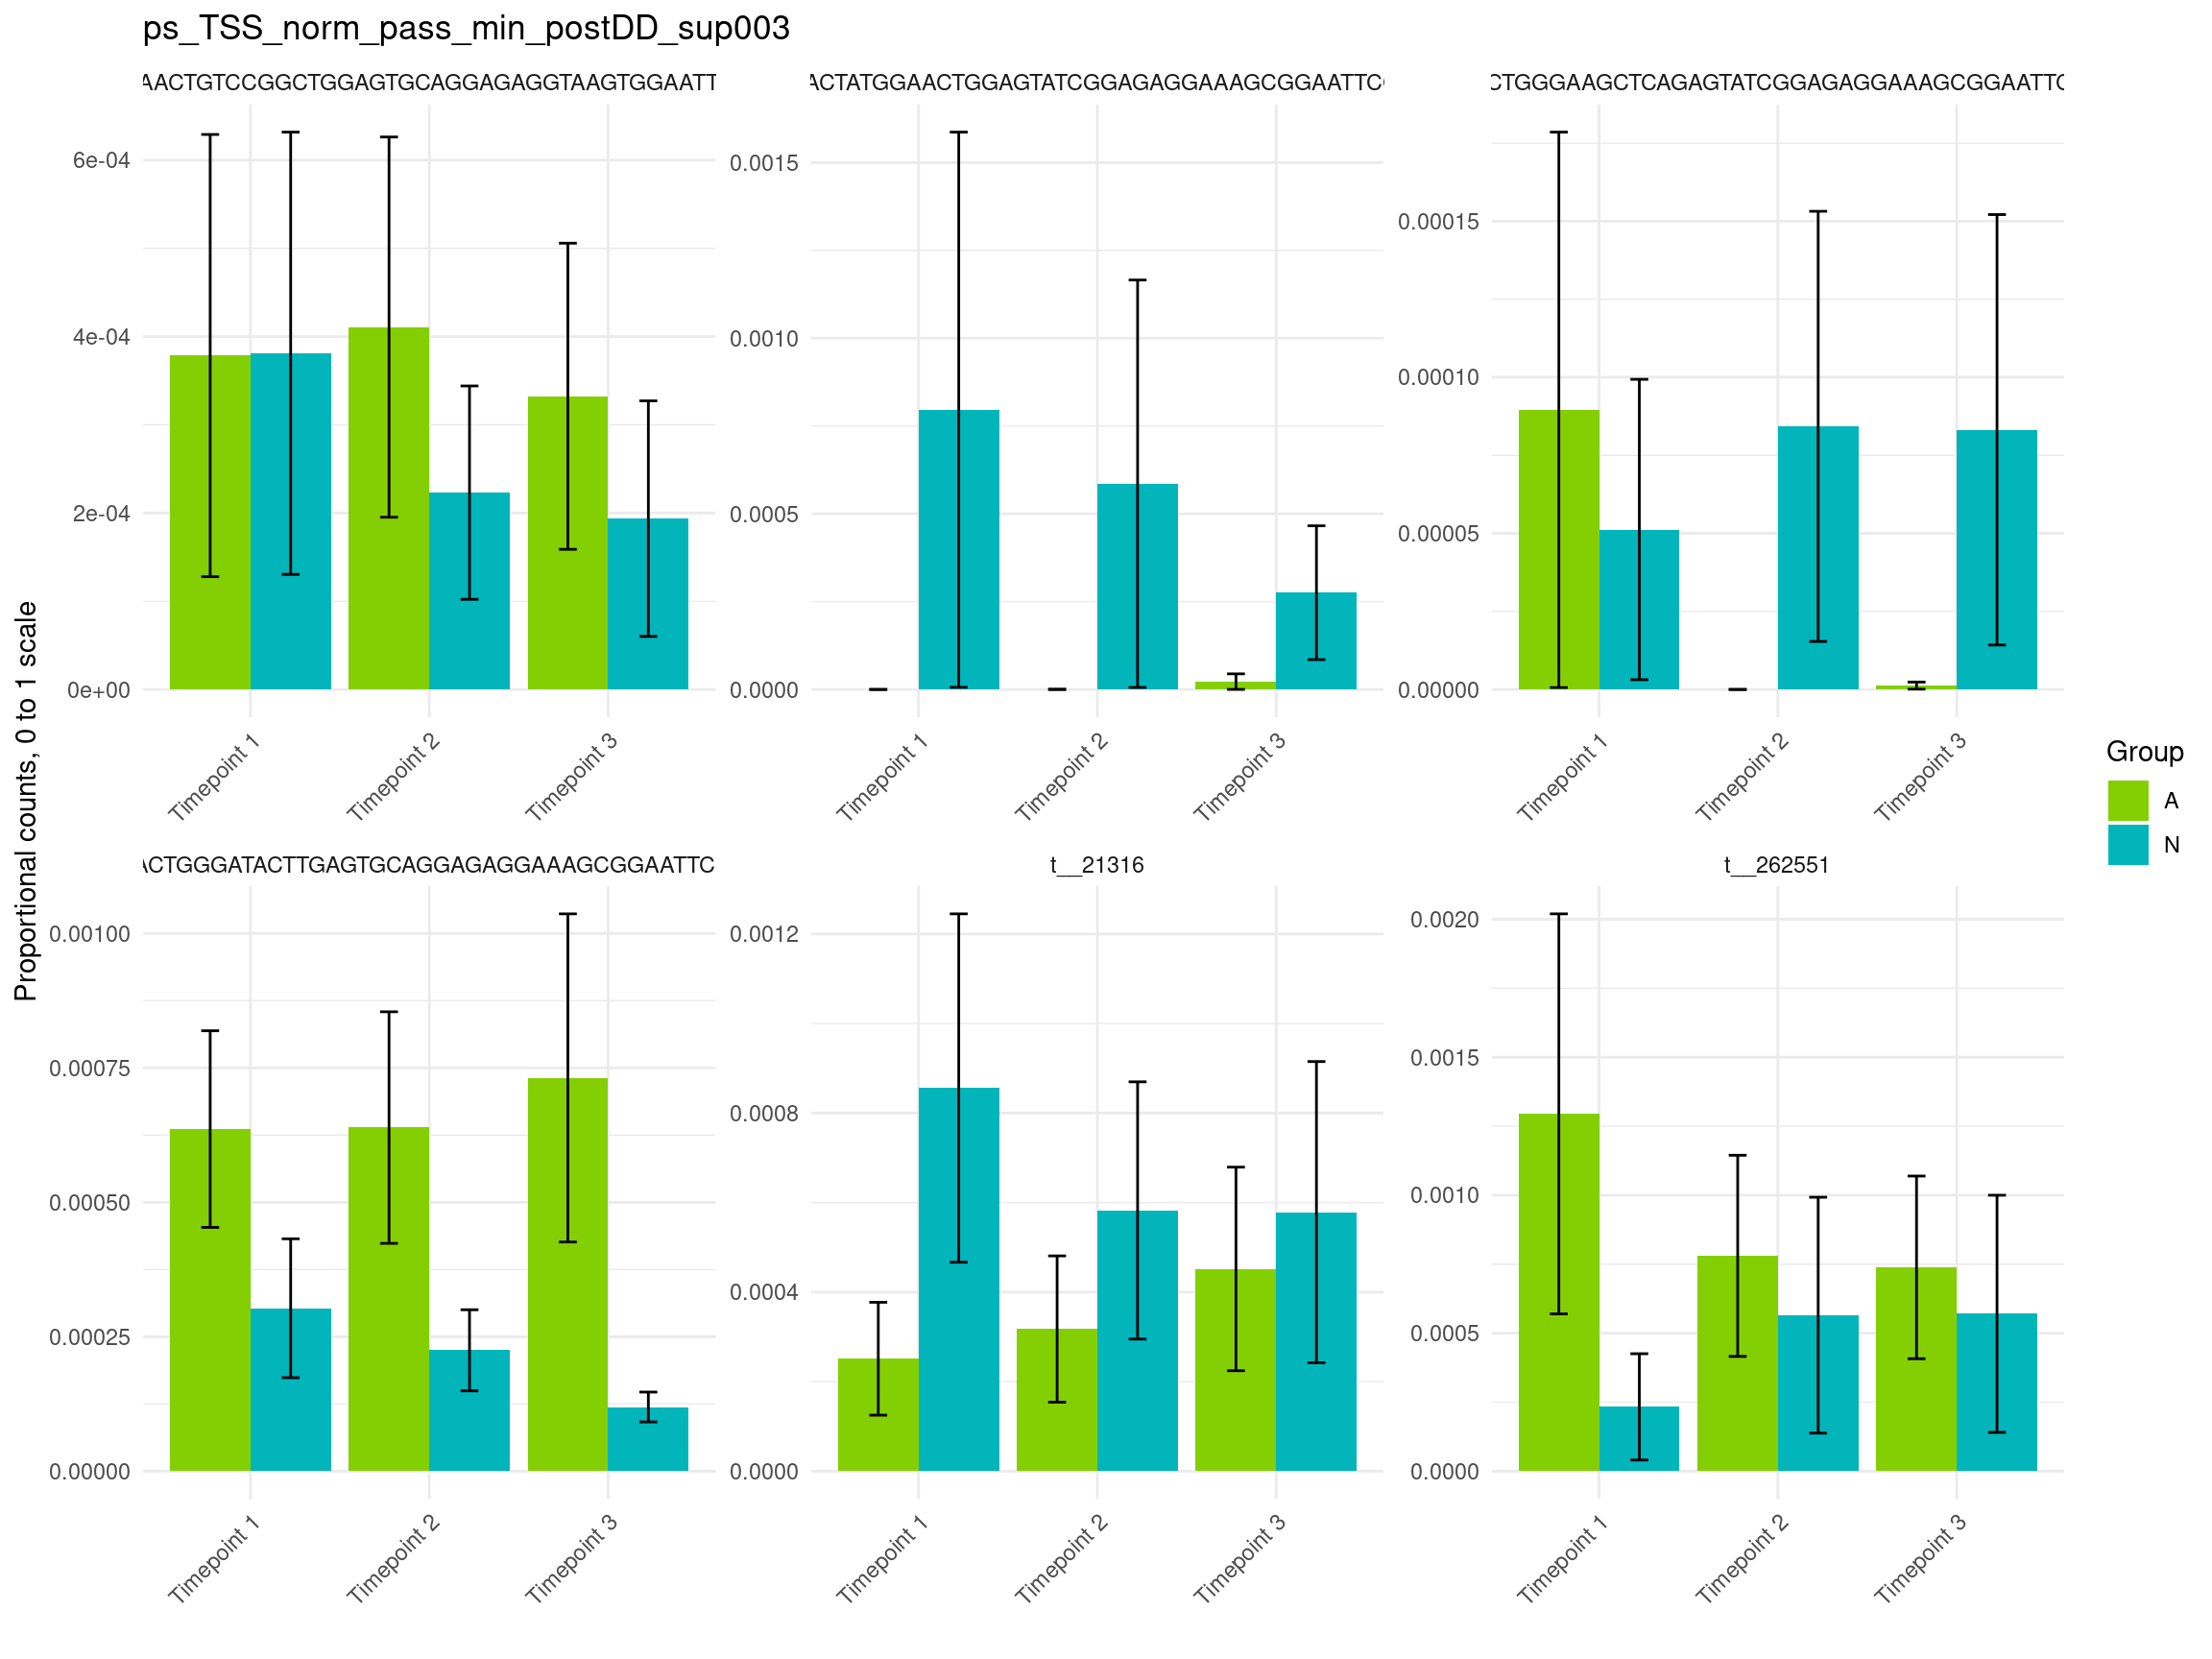 ps_TSS_norm_pass_min_postDD_sup003
AACTGTCCGGCTGGAGTGCAGGAGAGGTAAGTGGAATT
ACTATGGAACTGGAGTATCGGAGAGGAAAGCGGAATTC
CTGGGAAGCTCAGAGTATCGGAGAGGAAAGCGGAATTC
6e-04
4e-04
2e-04
0e+00
0.0015
0.0010
0.0005
0.0000
0.00015
0.00010
0.00005
0.00000
Timepoint 1
Timepoint 2
Timepoint 3
Timepoint 1
Timepoint 2
Timepoint 3
Timepoint 1
Timepoint 2
Timepoint 3
Proportional counts, 0 to 1 scale
Group
A
N
ACTGGGATACTTGAGTGCAGGAGAGGAAAGCGGAATTC
t__21316
t__262551
0.00100
0.00075
0.00050
0.00025
0.00000
0.0012
0.0008
0.0004
0.0000
0.0020
0.0015
0.0010
0.0005
0.0000
Timepoint 1
Timepoint 2
Timepoint 3
Timepoint 1
Timepoint 2
Timepoint 3
Timepoint 1
Timepoint 2
Timepoint 3